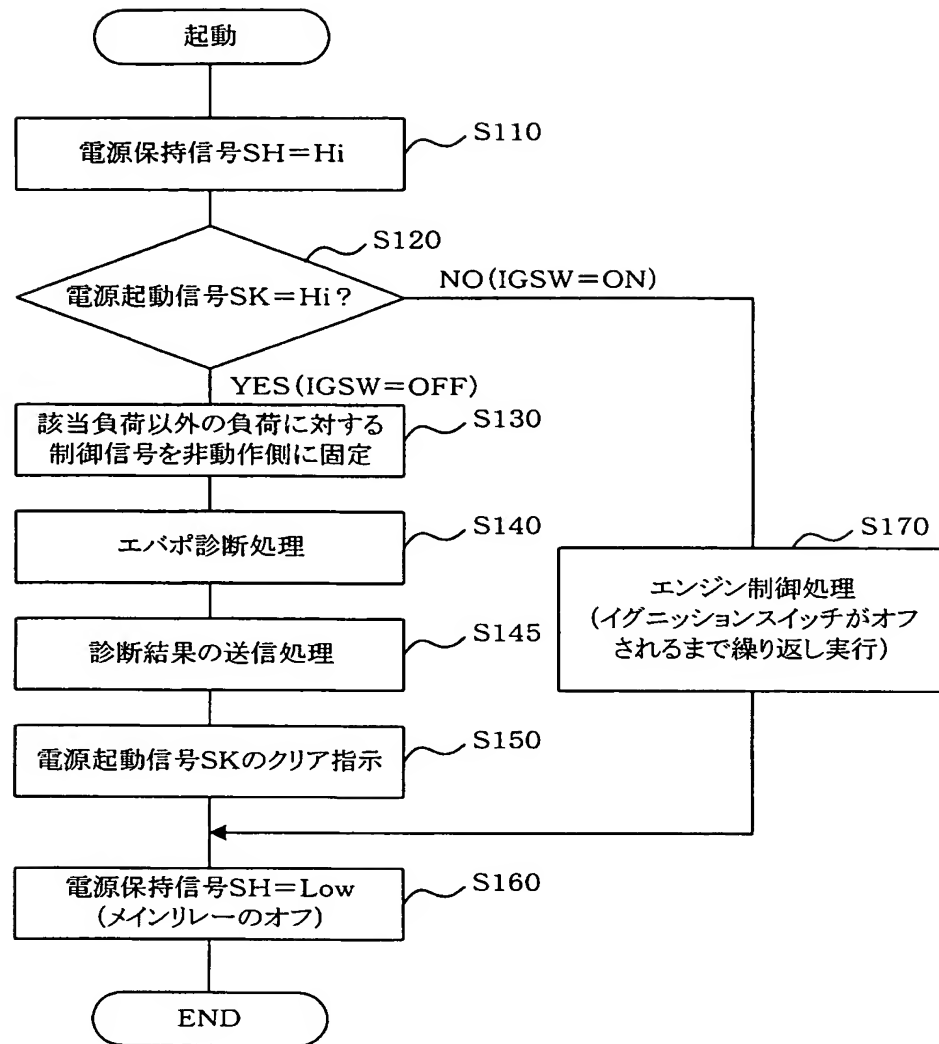 起動
電源保持信号SH=Hi
S110
S120
電源起動信号SK=Hi?
NO(IGSW=ON)
YES(IGSW=OFF)
該当負荷以外の負荷に対する
制御信号を非動作側に固定
S130
エバポ診断処理
S140
診断結果の送信処理
S145
電源起動信号SKのクリア指示
S150
S170
エンジン制御処理
(イグニッションスイッチがオフ
されるまで繰り返し実行)
電源保持信号SH=Low
(メインリレーのオフ)
S160
END